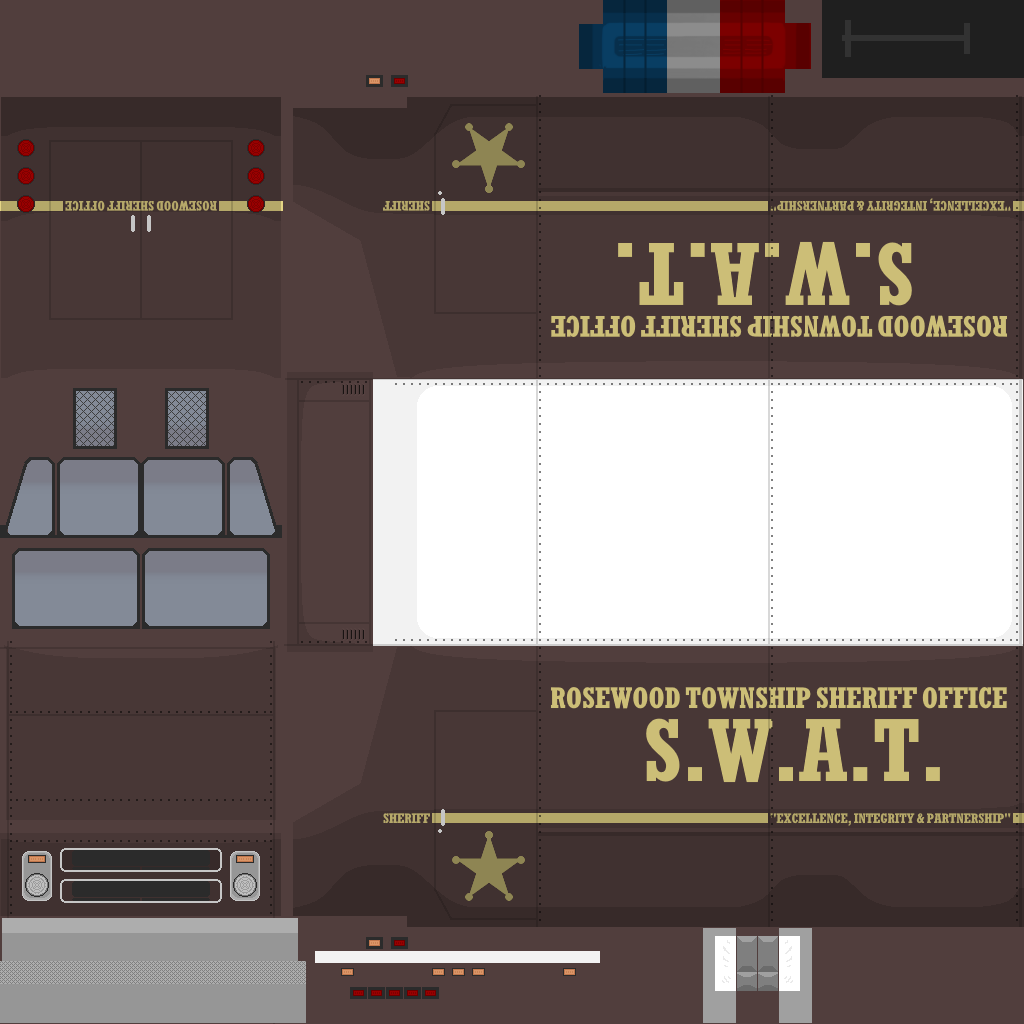 ROSEWOOD SHERIFF OFFICE
SHERIFF
"EXCELLENCE, INTEGRITY & PARTNERSHIP"
S.W.A.T.
ROSEWOOD TOWNSHIP SHERIFF OFFICE
ROSEWOOD TOWNSHIP SHERIFF OFFICE
S.W.A.T.
SHERIFF
"EXCELLENCE, INTEGRITY & PARTNERSHIP"